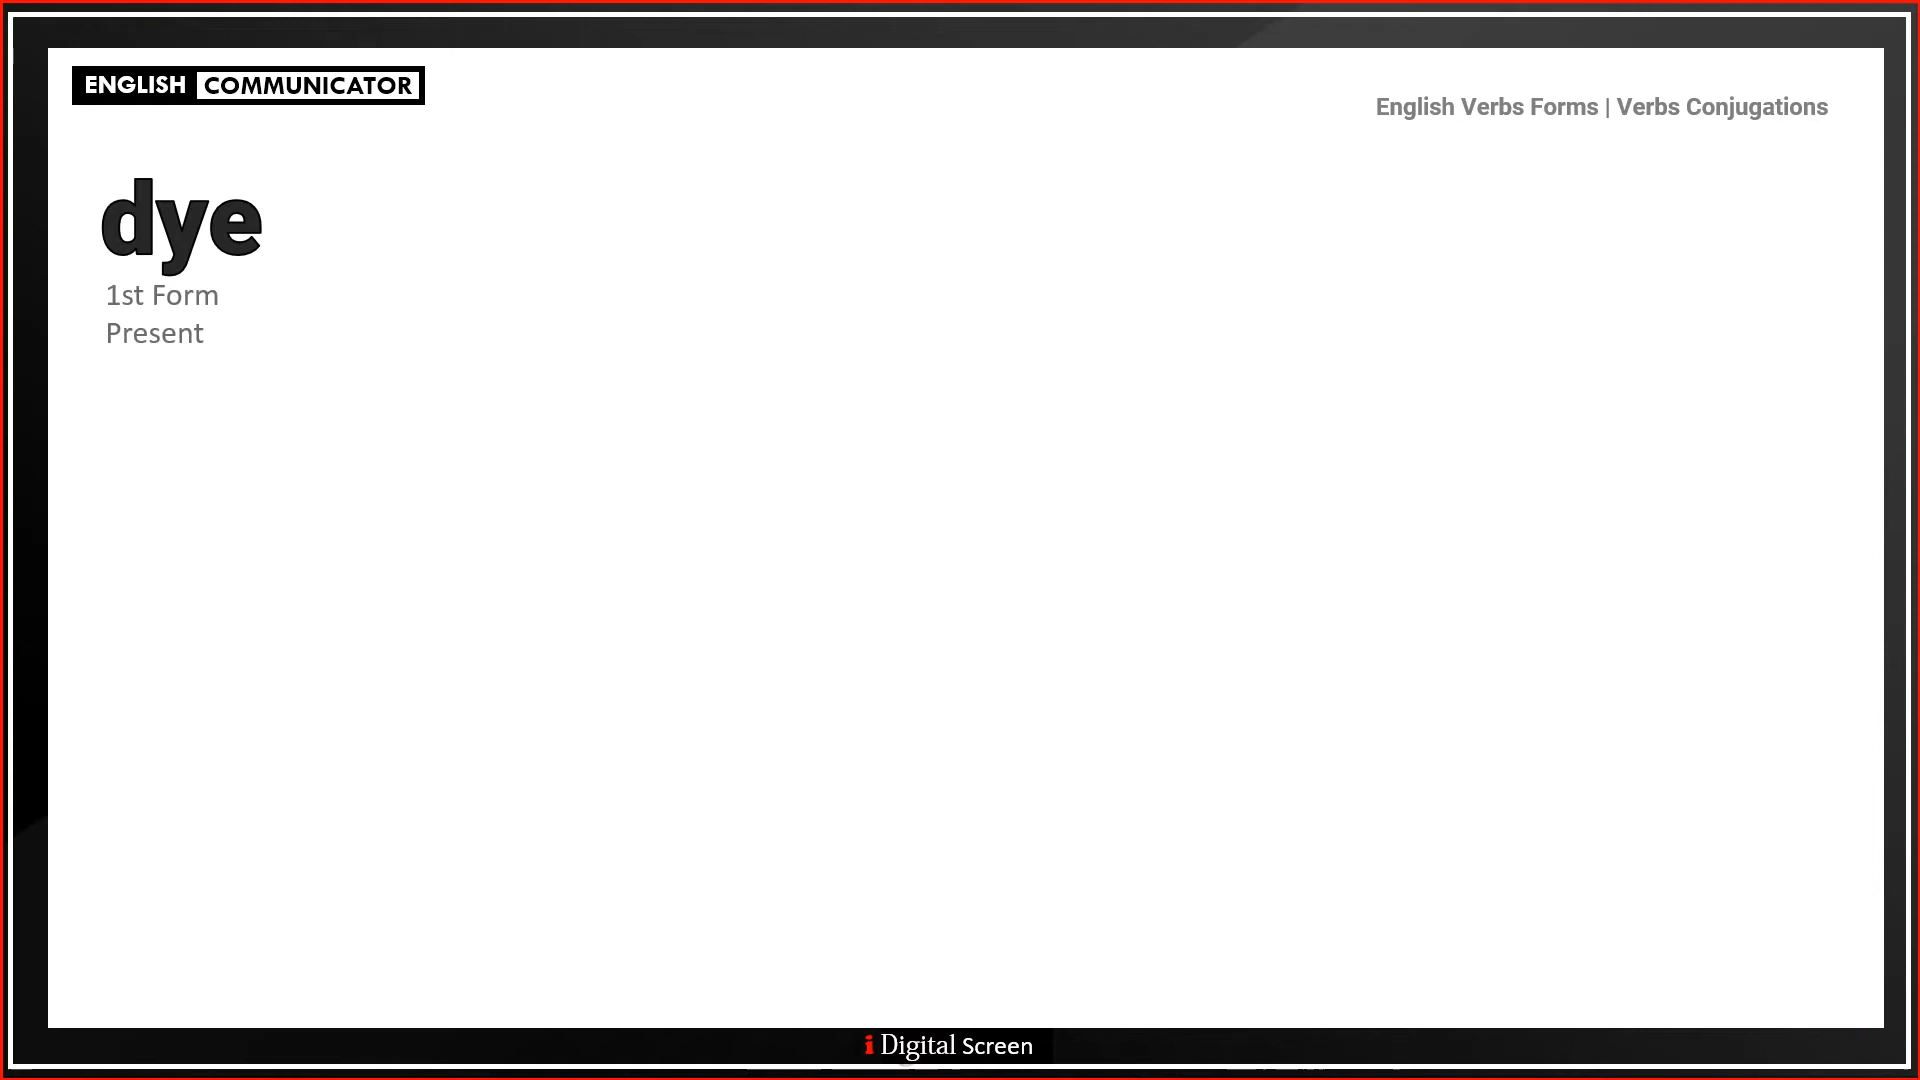 ENGLISH COMMUNICATOR
English Verbs Forms | Verbs Conjugations
dye
1st Form
Present
i Digital Screen